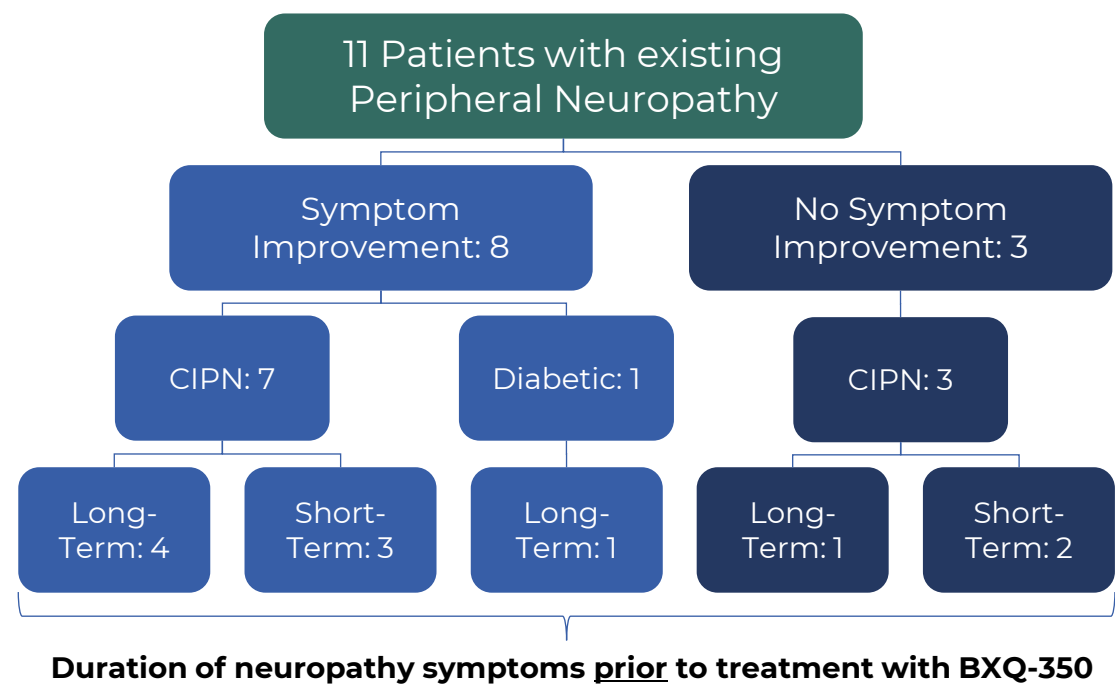 11 Patients with existing
Peripheral Neuropathy
Symptom
Improvement: 8
No Symptom
Improvement: 3
CIPN: 7
Diabetic: 1
CIPN: 3
Long-
Term: 4
Short-
Term: 3
Long-
Term: 1
Long-
Term: 1
Short-
Term: 2
Duration of neuropathy symptoms prior to treatment with BXQ-350